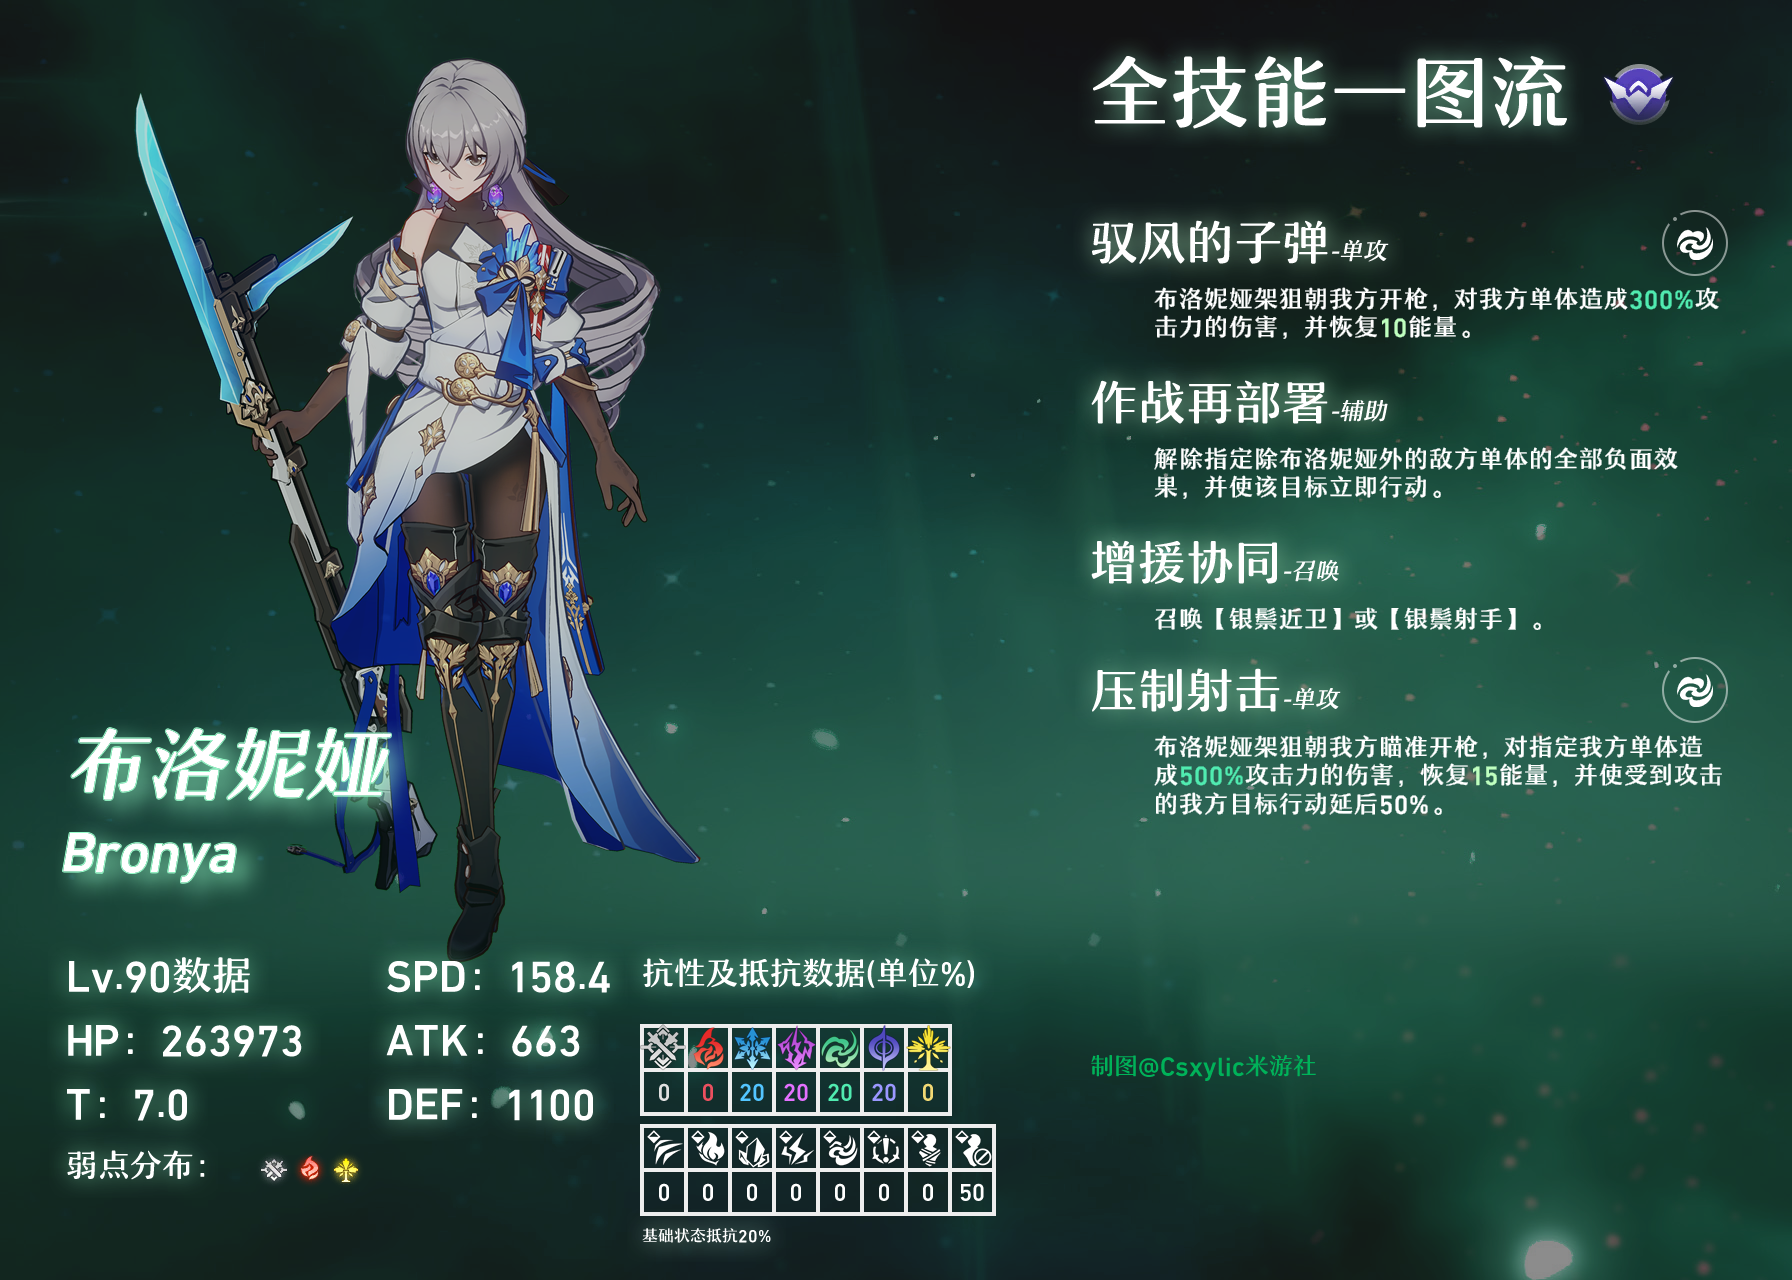 全技能一图流
驭风的子弹-单攻
布洛妮娅架狙朝我方开枪，对我方单体造成300%攻
击力的伤害，并恢复10能量。
作战再部署-辅助
解除指定除布洛妮娅外的敌方单体的全部负面效
果，并使该目标立即行动。
增援协同-召唤
召唤【银鬃近卫】或【银鬃射手】。
压制射击-单攻
布洛妮娅架狙朝我方瞄准开枪，对指定我方单体造
成500%攻击力的伤害，恢复15能量，并使受到攻击
的我方目标行动延后50%。
布洛妮娅
Bronya
Lv.90数据
SPD：158.4
HP：263973
ATK：663
T：7.0
DEF：1100
弱点分布：
抗性及抵抗数据(单位%)
0 0 20 20 20 20 0
0 0 0 0 0 0 0 50
基础状态抵抗20%
制图@Csxylic米游社